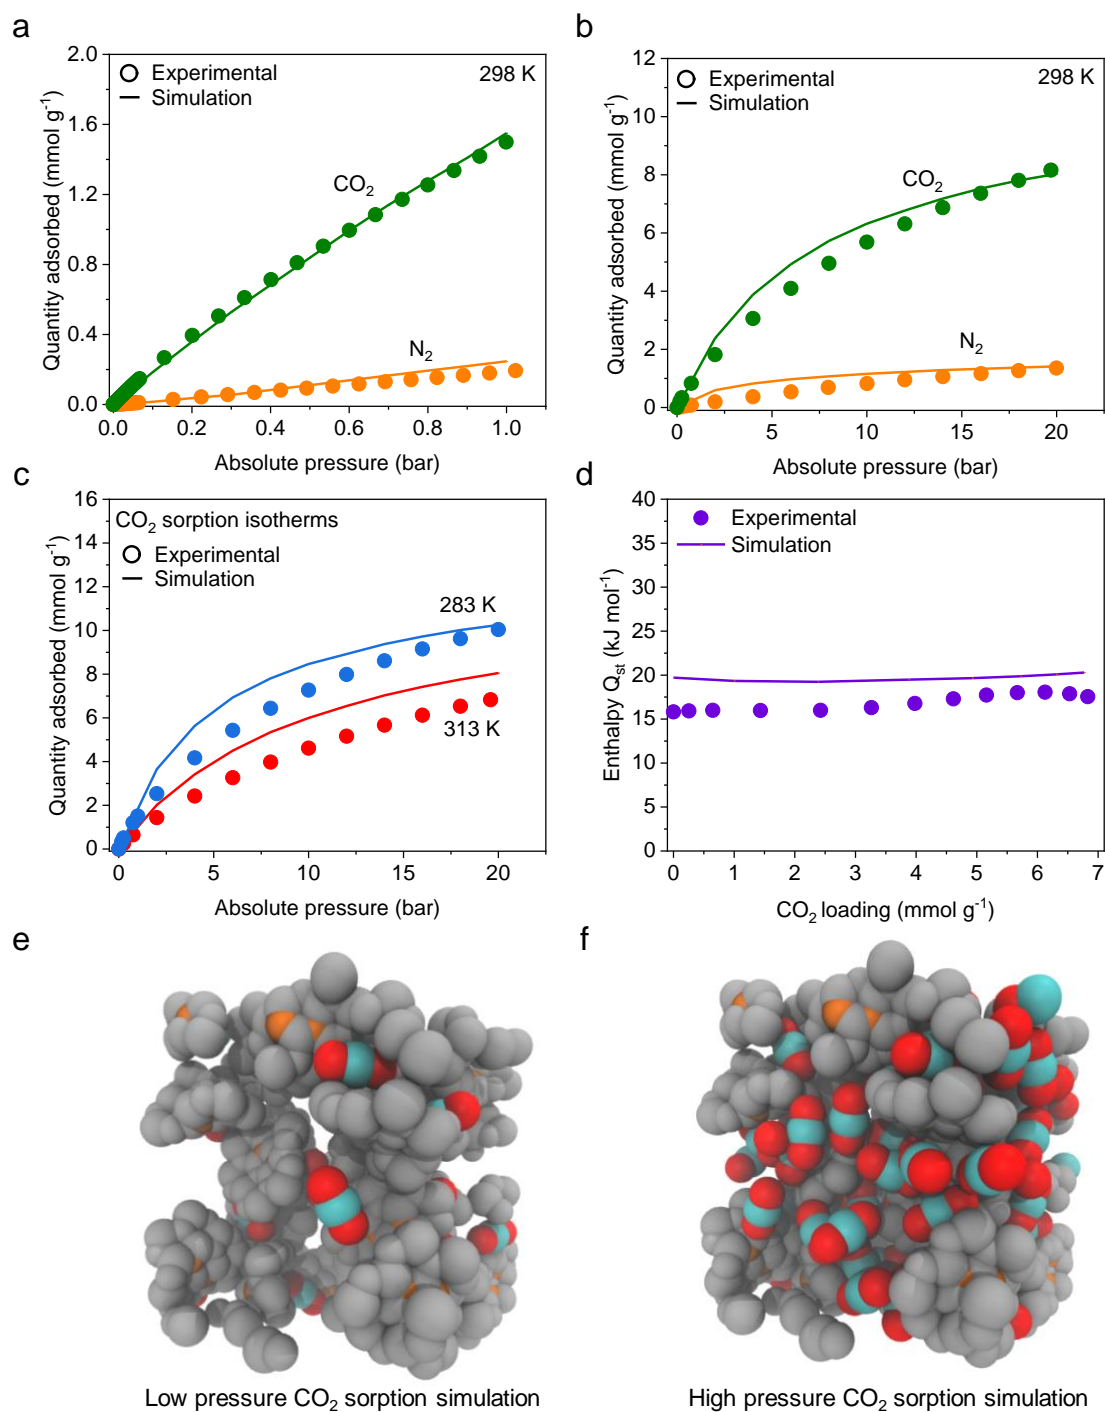 a
2.0
1.6
1.2
0.8
0.4
0.0
Experimental
Simulation
298 K
CO2
N2
0.0 0.2 0.4 0.6 0.8 1.0
Absolute pressure (bar)
Quantity adsorbed (mmol g-1)
b
12
10
8
6
4
2
0
Experimental
Simulation
298 K
CO2
N2
0 5 10 15 20
Absolute pressure (bar)
Quantity adsorbed (mmol g-1)
c
16
14
12
10
8
6
4
2
0
CO2 sorption isotherms
Experimental
Simulation
283 K
313 K
0 5 10 15 20
Absolute pressure (bar)
Quantity adsorbed (mmol g-1)
d
40
35
30
25
20
15
10
5
0
Experimental
Simulation
0 1 2 3 4 5 6 7
CO2 loading (mmol g-1)
Enthalpy Qst (kJ mol-1)
e
Low pressure CO2 sorption simulation
f
High pressure CO2 sorption simulation